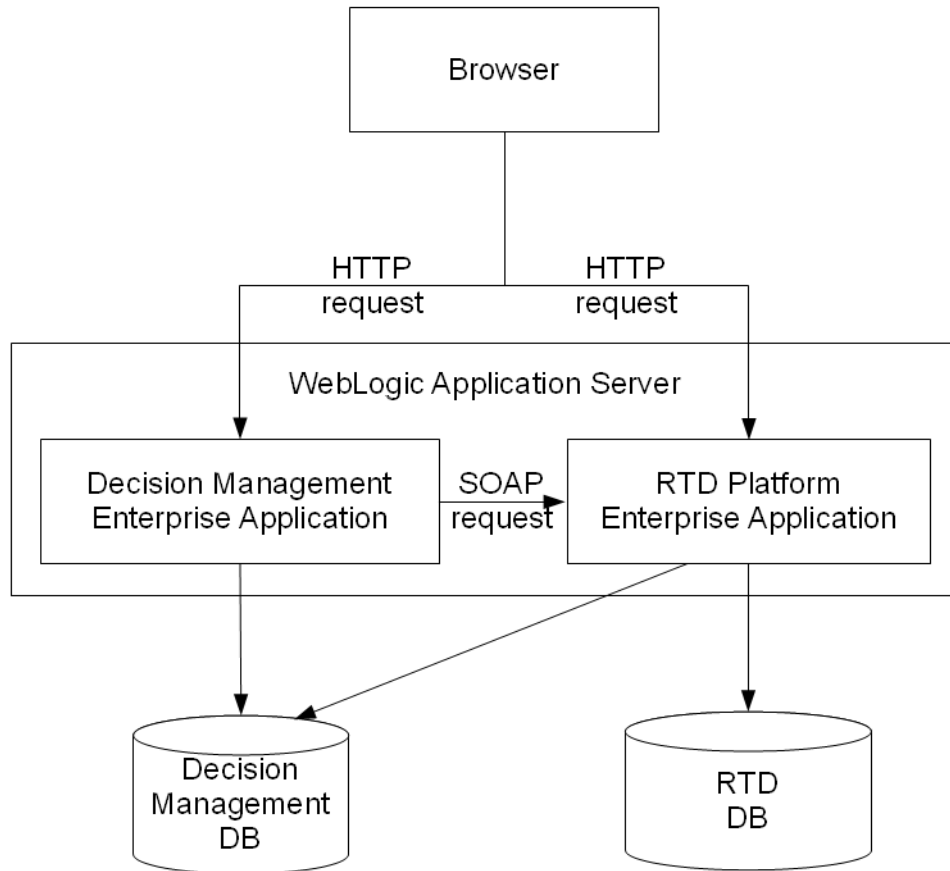 Browser
HTTP
request
HTTP
request
WebLogic Application Server
Decision Management
Enterprise Application
SOAP
request
RTD Platform
Enterprise Application
Decision
Management
DB
RTD
DB